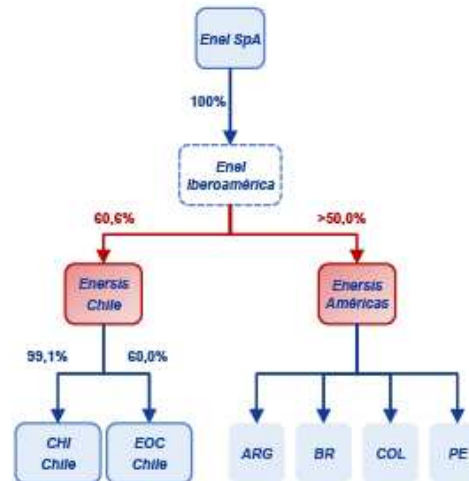 Enel SpA
100%
Enel
Iberoamérica
60,6%
>50,0%
Enersis
Chile
Enersis
Américas
99,1%
60,0%
CHI
Chile
EOC
Chile
ARG
BR
COL
PE